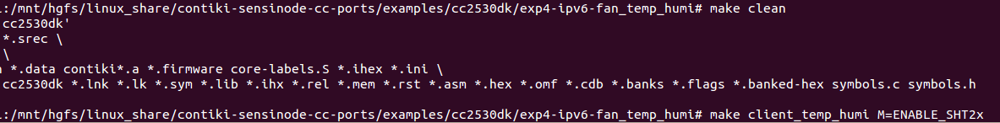 :/mnt/hgfs/linux_share/contiki-sensinode-cc-ports/examples/cc2530dk/exp4-ipv6-fan_temp_humi# make clean
cc2530dk'
*.srec \
\
*.data contiki*.a *.firmware core-labels.S *.ihex *.ini \
cc2530dk *.lnk *.lk *.sym *.lib *.ihx *.rel *.mem *.rst *.asm *.hex *.omf *.cdb *.banks *.flags *.banked-hex symbols.c symbols.h
:/mnt/hgfs/linux_share/contiki-sensinode-cc-ports/examples/cc2530dk/exp4-ipv6-fan_temp_humi# make client_temp_humi M=ENABLE_SHT2x